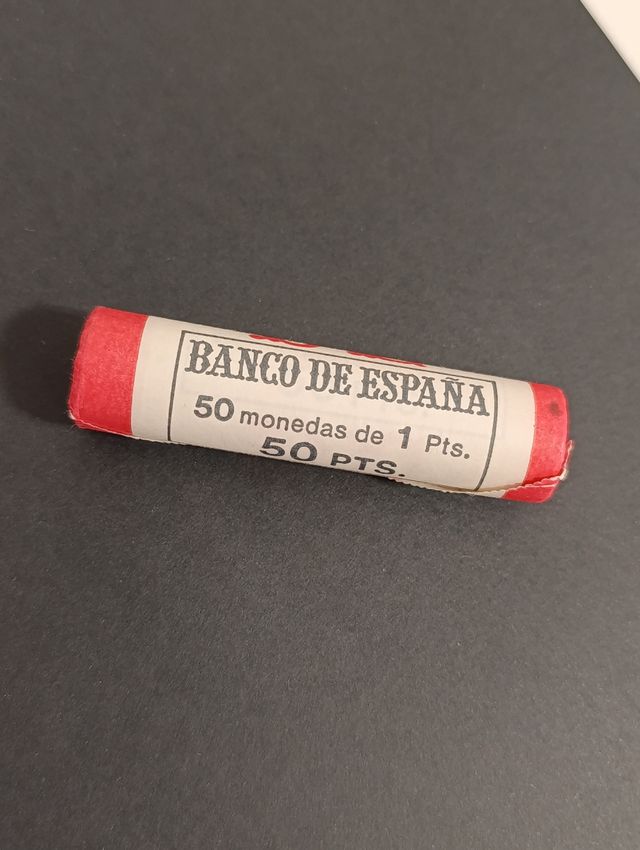 BANCO DE ESPAÑA
50 monedas de 1 Pts.
50 PTS.